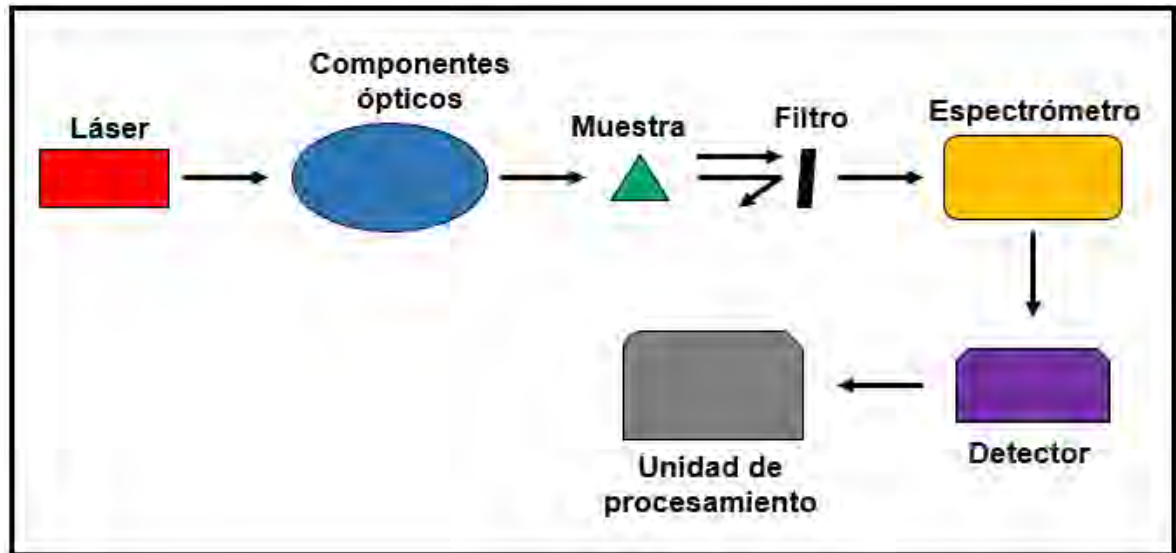 Láser
Componentes
ópticos
Muestra
Filtro
Espectrómetro
Detector
Unidad de
procesamiento